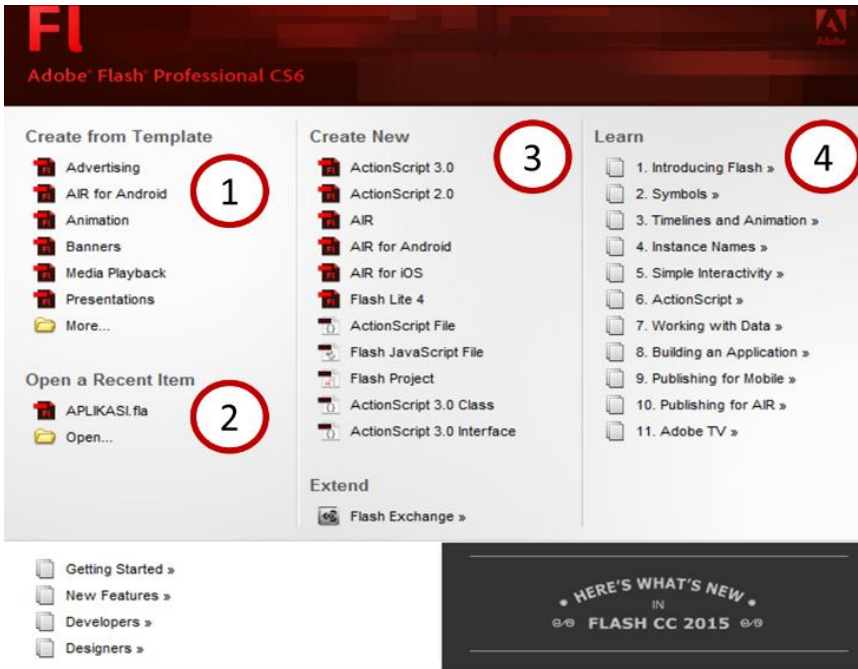 Fl
Adobe
Adobe® Flash® Professional CS6
Create from Template
1
Advertising
AIR for Android
Animation
Banners
Media Playback
Presentations
More...
Open a Recent Item
2
APLIKASI.fla
Open...
Create New
3
ActionScript 3.0
ActionScript 2.0
AIR
AIR for Android
AIR for iOS
Flash Lite 4
ActionScript File
Flash JavaScript File
Flash Project
ActionScript 3.0 Class
ActionScript 3.0 Interface
Extend
Flash Exchange »
Learn
4
1. Introducing Flash »
2. Symbols »
3. Timelines and Animation »
4. Instance Names »
5. Simple Interactivity »
6. ActionScript »
7. Working with Data »
8. Building an Application »
9. Publishing for Mobile »
10. Publishing for AIR »
11. Adobe TV »
Getting Started »
New Features »
Developers »
Designers »
• HERE'S WHAT'S NEW •
IN
FLASH CC 2015